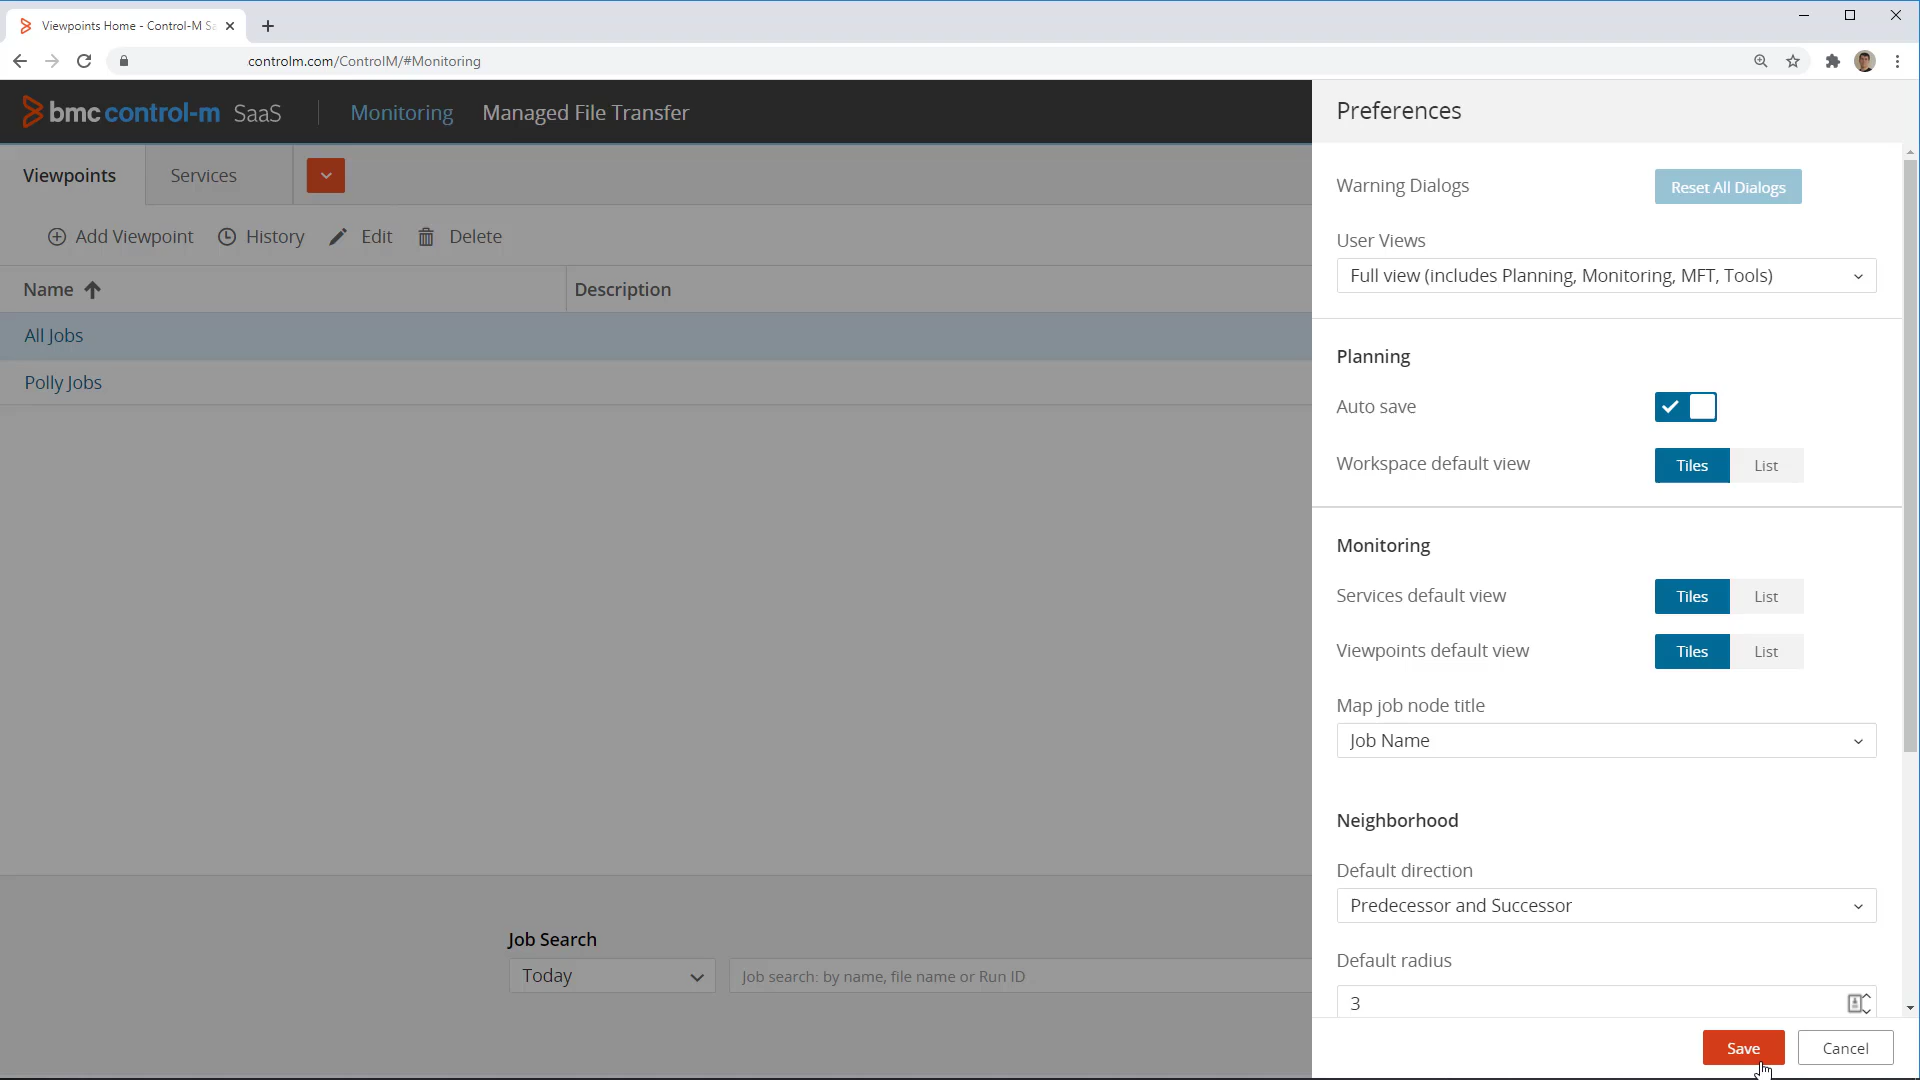 Viewpoints Home - Control-M Sa
controlm.com/ControlM/#Monitoring
bmc control-m SaaS
Monitoring
Managed File Transfer
Preferences
Viewpoints
Services
Warning Dialogs
Reset All Dialogs
Add Viewpoint
History
Edit
Delete
User Views
Full view (includes Planning, Monitoring, MFT, Tools)
Name
Description
All Jobs
Polly Jobs
Planning
Auto save
Workspace default view
Tiles
List
Monitoring
Services default view
Tiles
List
Viewpoints default view
Tiles
List
Map job node title
Job Name
Neighborhood
Default direction
Predecessor and Successor
Job Search
Today
Job search: by name, file name or Run ID
Default radius
3
Save
Cancel